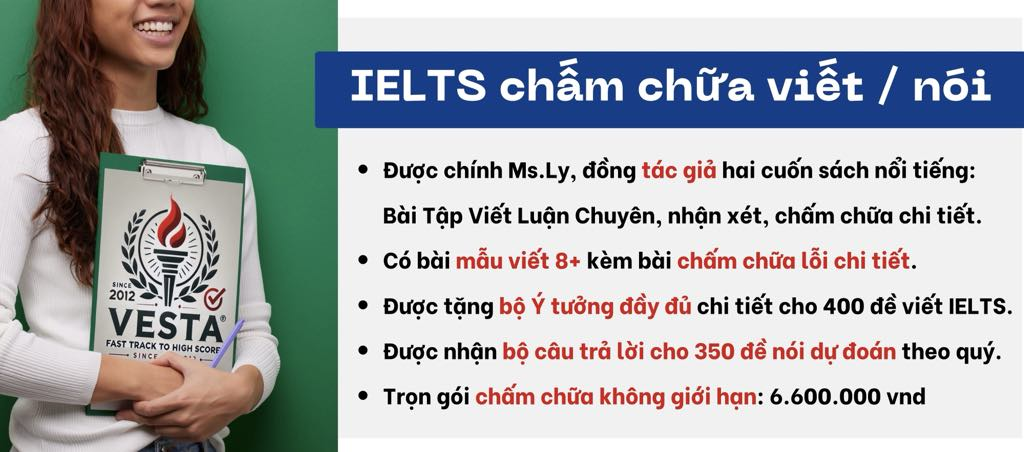 IELTS chấm chữa viết / nói
• Được chính Ms.Ly, đồng tác giả hai cuốn sách nổi tiếng:
Bài Tập Viết Luận Chuyên, nhận xét, chấm chữa chi tiết.
• Có bài mẫu viết 8+ kèm bài chấm chữa lỗi chi tiết.
• Được tặng bộ Ý tưởng đầy đủ chi tiết cho 400 đề viết IELTS.
• Được nhận bộ câu trả lời cho 350 đề nói dự đoán theo quý.
• Trọn gói chấm chữa không giới hạn: 6.600.000 vnd
SINCE
2012
VESTA®
FAST TRACK TO HIGH SCORE
SINCE